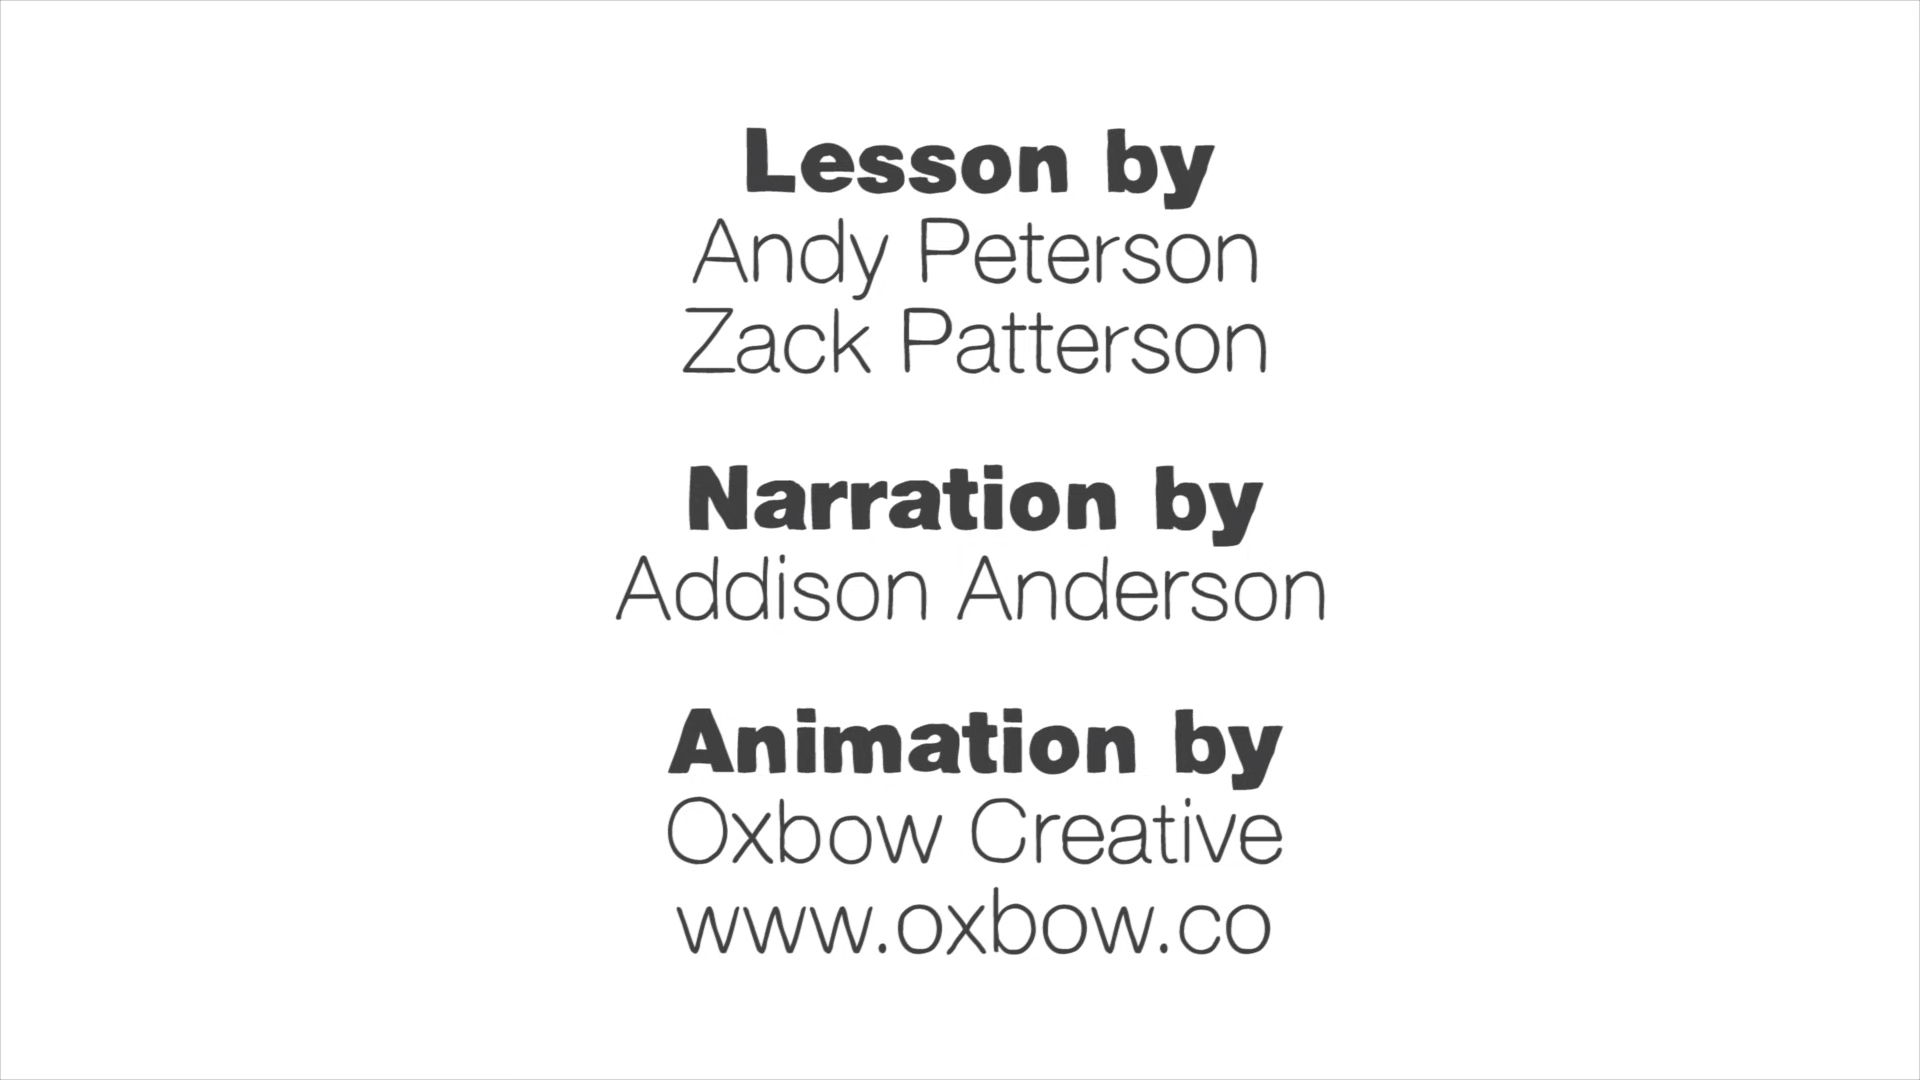 Lesson by
Andy Peterson
Zack Patterson
Narration by
Addison Anderson
Animation by
Oxbow Creative
www.oxbow.co